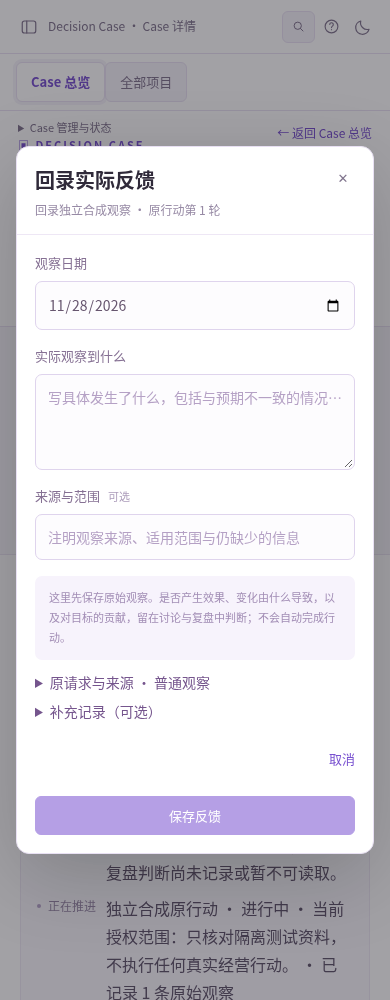 Decision Case • Case 详情
Case 总览
全部项目
▶ Case 管理与状态
← 返回 Case 总览
DECISION CASE
回录实际反馈
×
回录独立合成观察 • 原行动第 1 轮
观察日期
11/28/2026
实际观察到什么
写具体发生了什么，包括与预期不一致的情况…
来源与范围 可选
注明观察来源、适用范围与仍缺少的信息
这里先保存原始观察。是否产生效果、变化由什么导致，以
及对目标的贡献，留在讨论与复盘中判断；不会自动完成行
动。
▶ 原请求与来源 • 普通观察
▶ 补充记录（可选）
取消
保存反馈
复盘判断尚未记录或暂不可读取。
• 正在推进 独立合成原行动 • 进行中 • 当前
授权范围：只核对隔离测试资料，
不执行任何真实经营行动。 • 已
记录 1 条原始观察